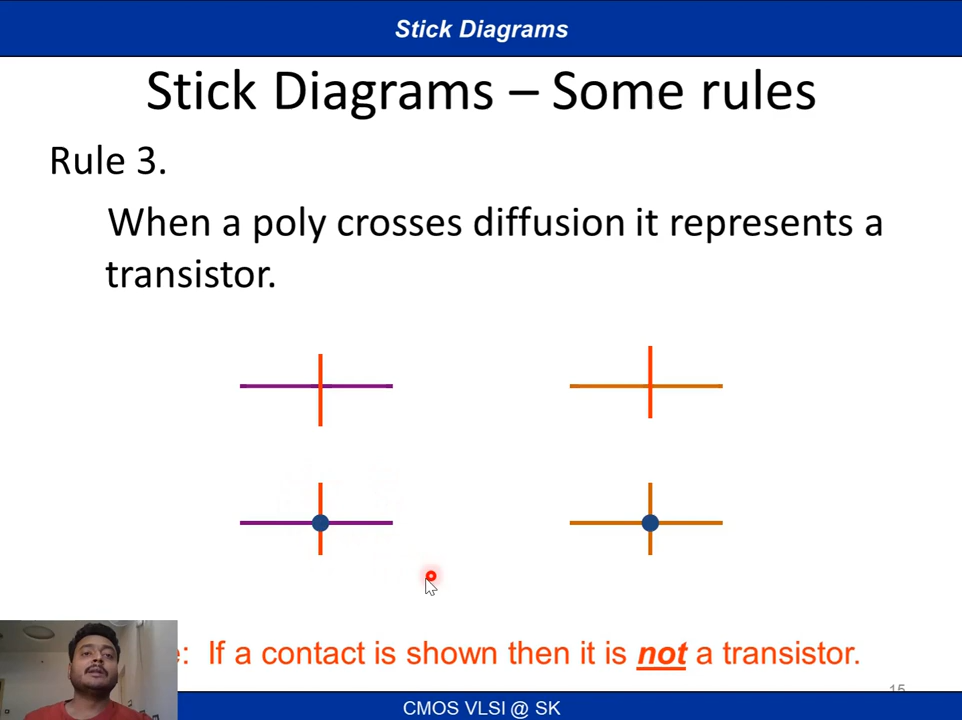 Stick Diagrams
Stick Diagrams – Some rules
Rule 3.
When a poly crosses diffusion it represents a
transistor.
If a contact is shown then it is not a transistor.
15
CMOS VLSI @ SK